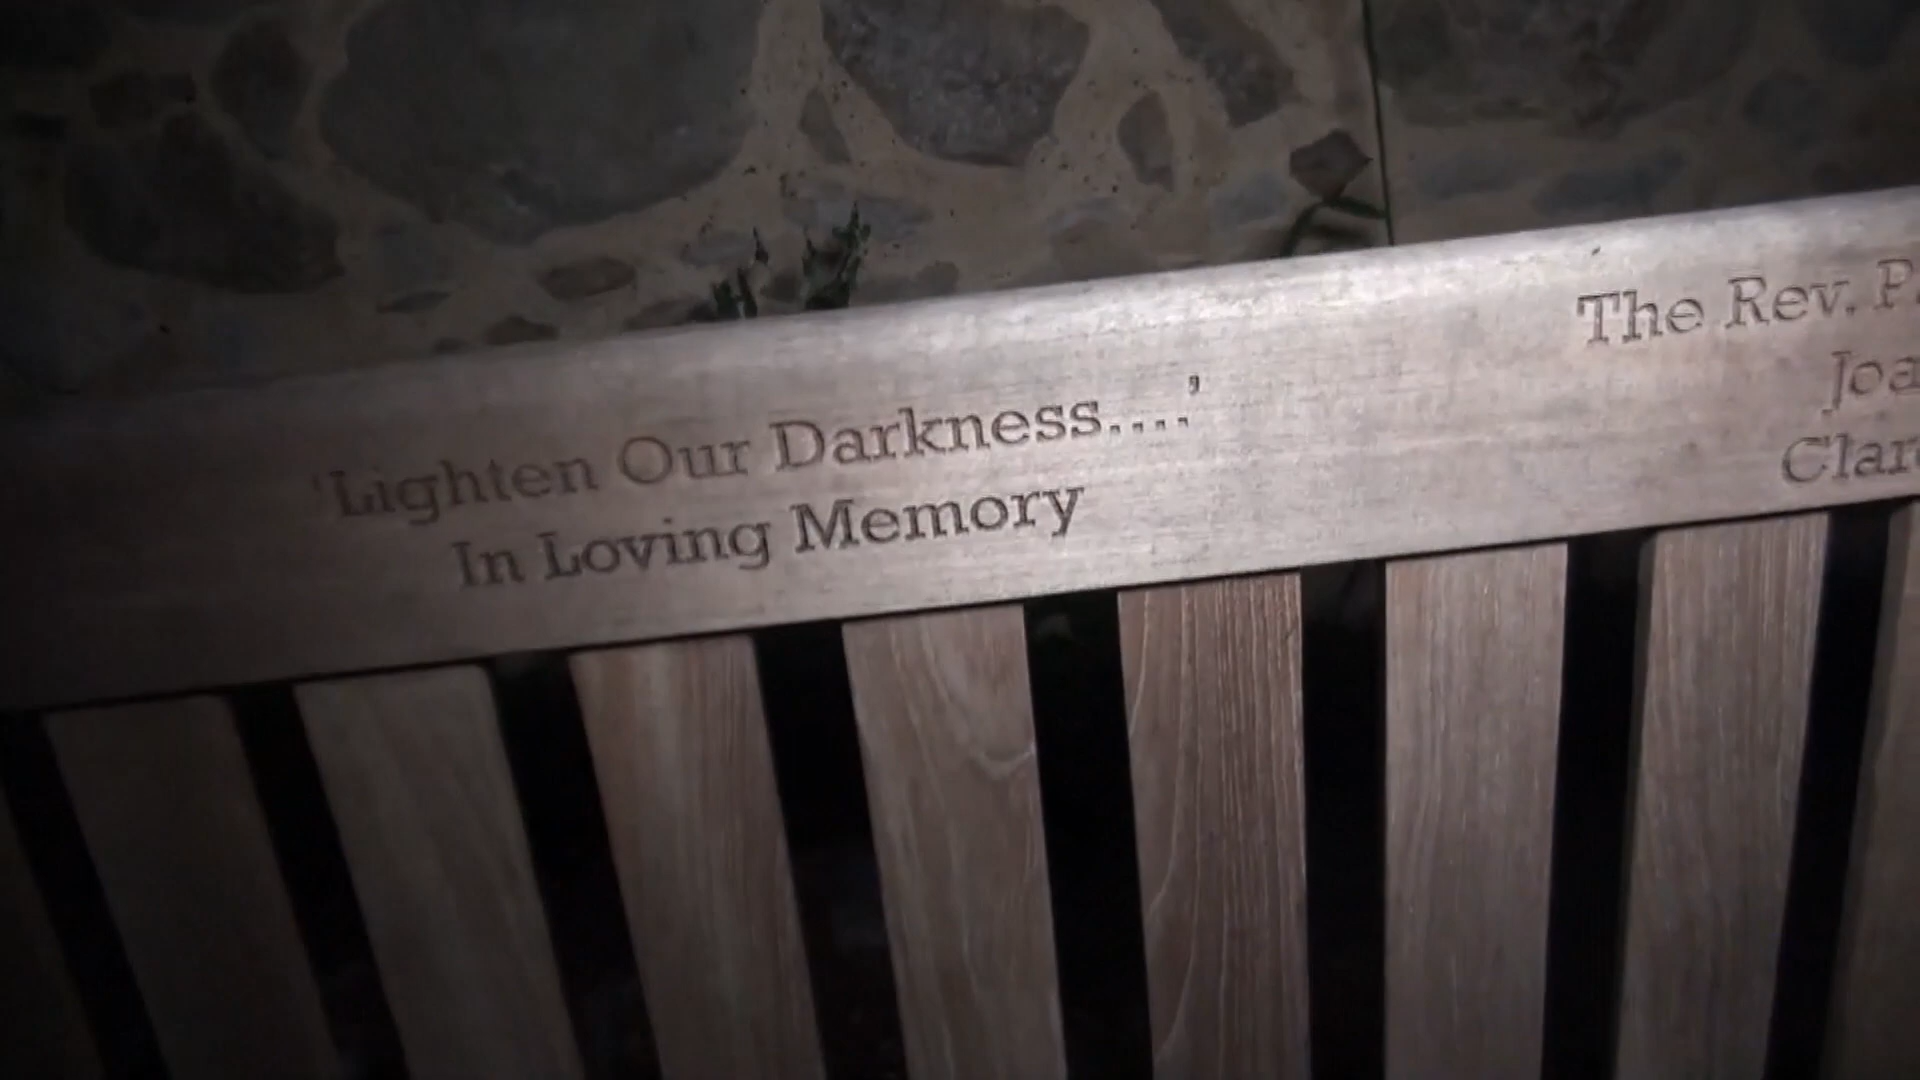 'Lighten Our Darkness....'
In Loving Memory
The Rev.